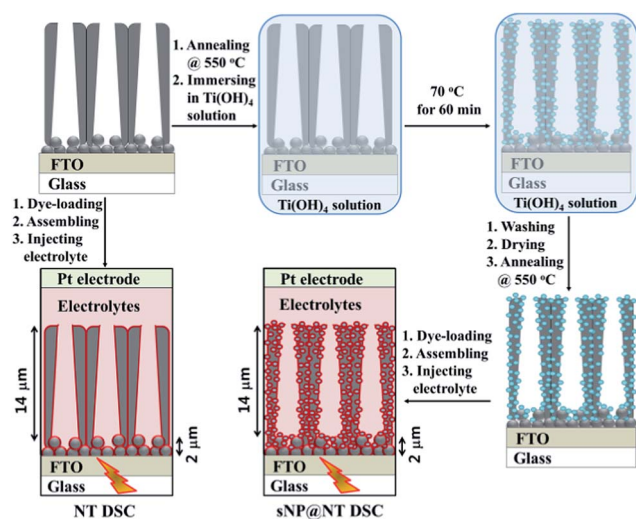 1. Annealing
@ 550 °C
2. Immersing
in Ti(OH)4
solution
70 °C
for 60 min
FTO
Glass
Ti(OH)4 solution
Ti(OH)4 solution
1. Dye-loading
2. Assembling
3. Injecting
electrolyte
1. Washing
2. Drying
3. Annealing
@ 550 °C
Pt electrode
Electrolytes
14 μm
2 μm
FTO
Glass
NT DSC
Pt electrode
Electrolytes
14 μm
2 μm
FTO
Glass
sNP@NT DSC
1. Dye-loading
2. Assembling
3. Injecting
electrolyte
FTO
Glass
FTO
Glass
FTO
Glass